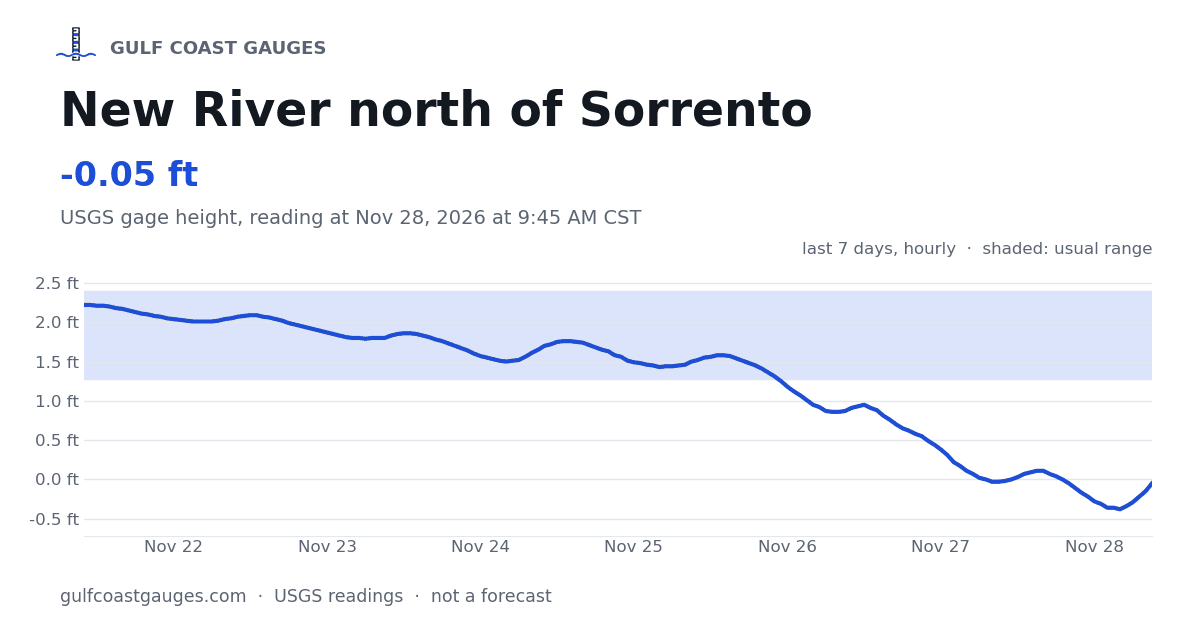 GULF COAST GAUGES
New River north of Sorrento
-0.05 ft
USGS gage height, reading at Nov 28, 2026 at 9:45 AM CST
last 7 days, hourly · shaded: usual range
2.5 ft
2.0 ft
1.5 ft
1.0 ft
0.5 ft
0.0 ft
-0.5 ft
Nov 22 Nov 23 Nov 24 Nov 25 Nov 26 Nov 27 Nov 28
gulfcoastgauges.com · USGS readings · not a forecast